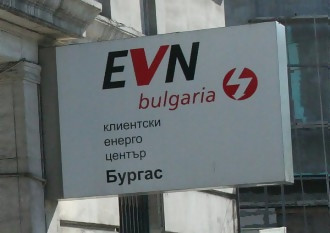 EVN
bulgaria
клиентски
енерго
център
Бургас